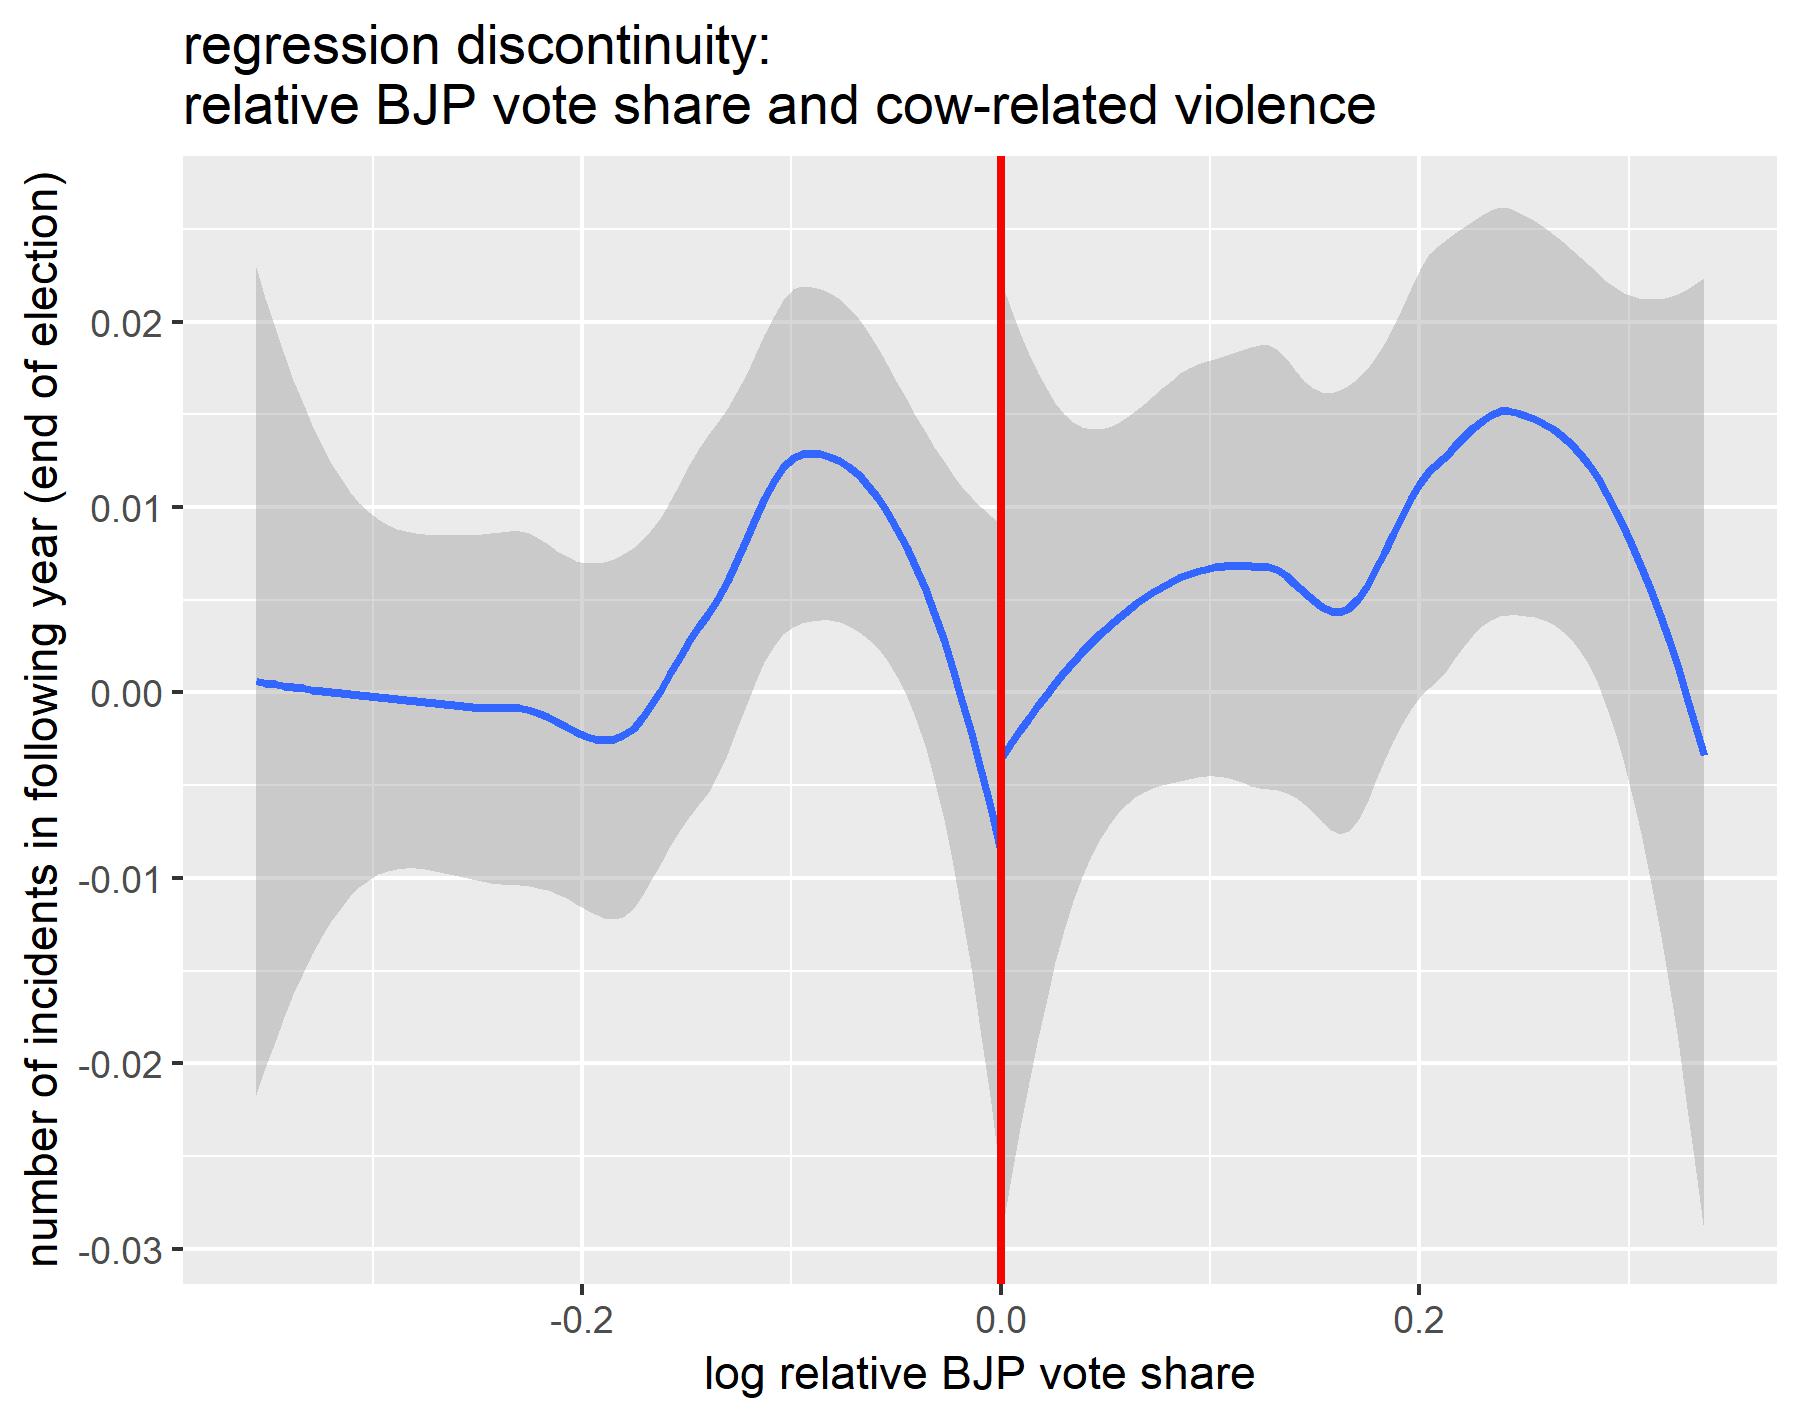 regression discontinuity:
relative BJP vote share and cow-related violence
number of incidents in following year (end of election)
0.02
0.01
0.00
-0.01
-0.02
-0.03
-0.2
0.0
0.2
log relative BJP vote share